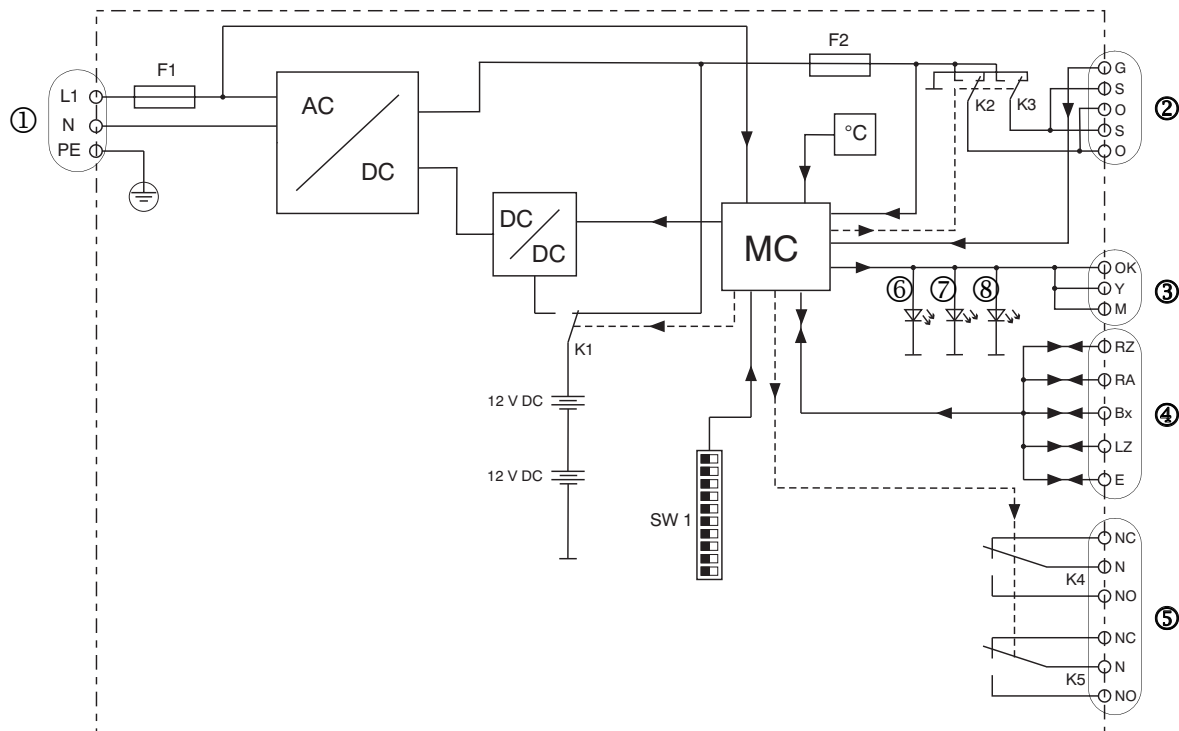 F1
F2
L1
①
N
PE
AC
DC
K2
K3
G
S
O
S
O
②
°C
DC
DC
MC
K1
⑥
⑦
⑧
OK
Y
M
③
12 V DC
12 V DC
SW 1
RZ
RA
Bx
LZ
E
④
NC
N
NO
K4
⑤
NC
N
NO
K5